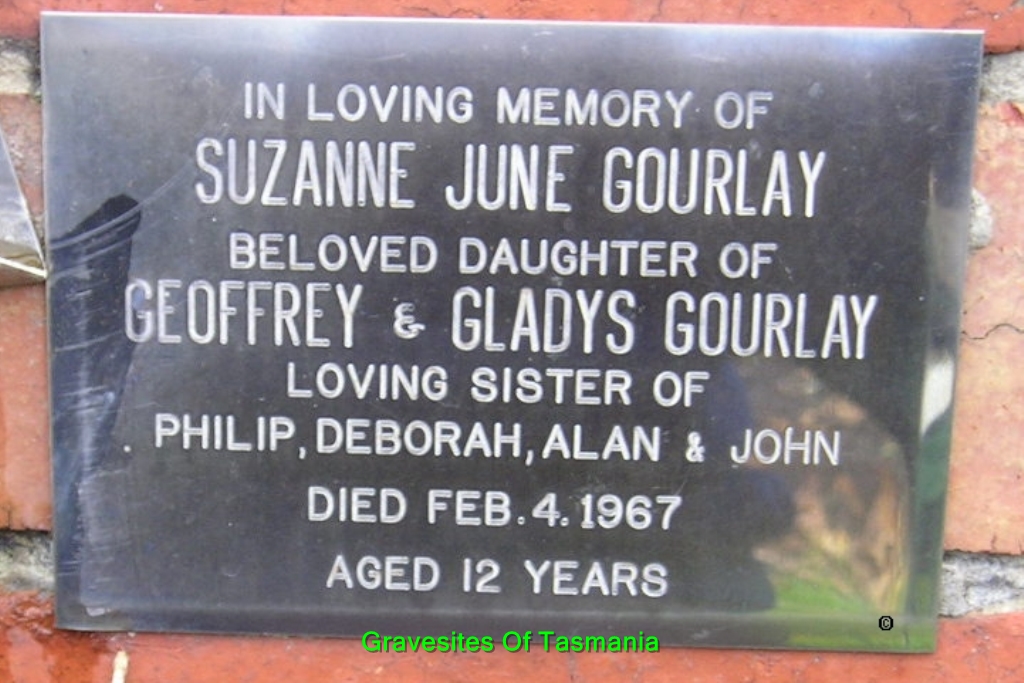 IN LOVING MEMORY OF
SUZANNE JUNE GOURLAY
BELOVED DAUGHTER OF
GEOFFREY & GLADYS GOURLAY
LOVING SISTER OF
PHILIP, DEBORAH, ALAN & JOHN
DIED FEB. 4. 1967
AGED 12 YEARS
©
Gravesites Of Tasmania